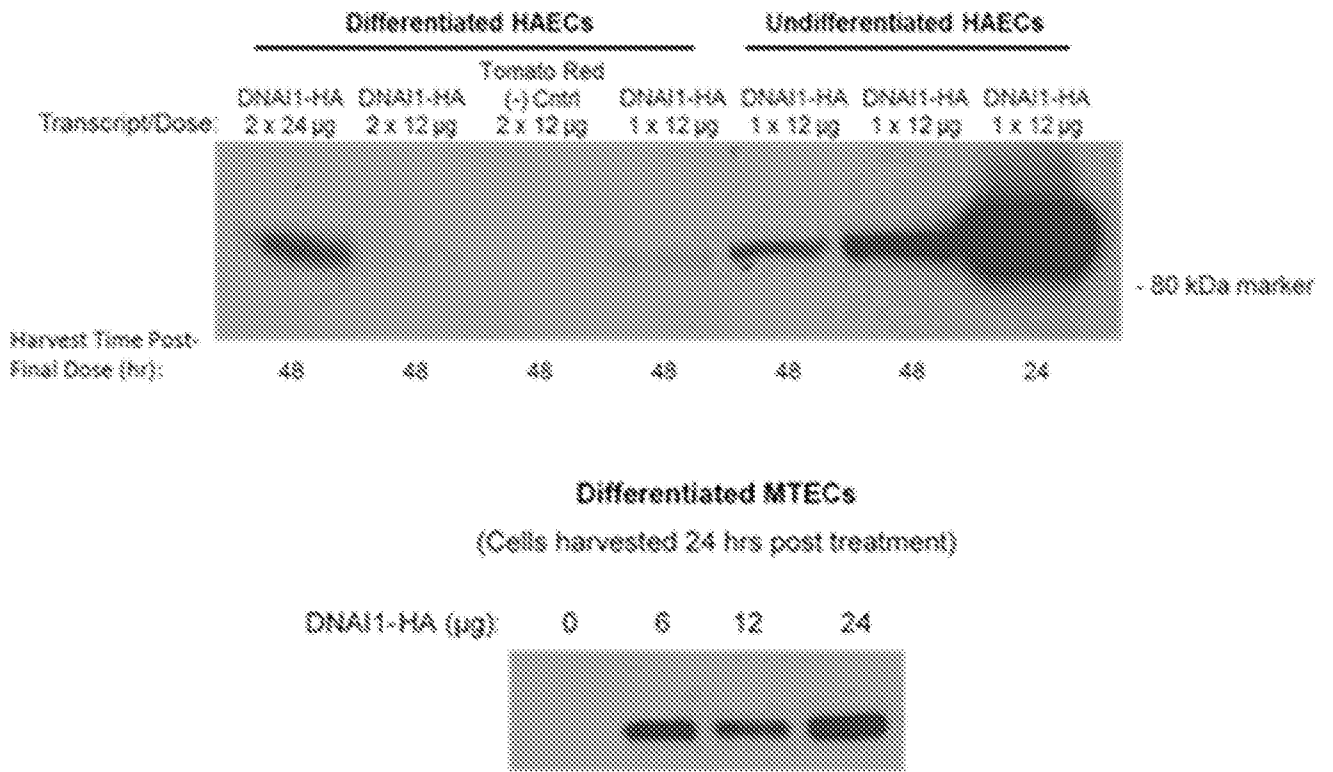 Differentiated HAECs Undifferentiated HAECs
Tomato Red
DNAI1-HA DNAI1-HA (-) Cntrl DNAI1-HA DNAI1-HA DNAI1-HA DNAI1-HA
Transcript/Dose: 2 x 24 µg 2 x 12 µg 2 x 12 µg 1 x 12 µg 1 x 12 µg 1 x 12 µg 1 x 12 µg
- 80 kDa marker
Harvest Time Post-
Final Dose (hr): 48 48 48 48 48 48 24
Differentiated MTECs
(Cells harvested 24 hrs post treatment)
DNAI1-HA (µg): 0 6 12 24